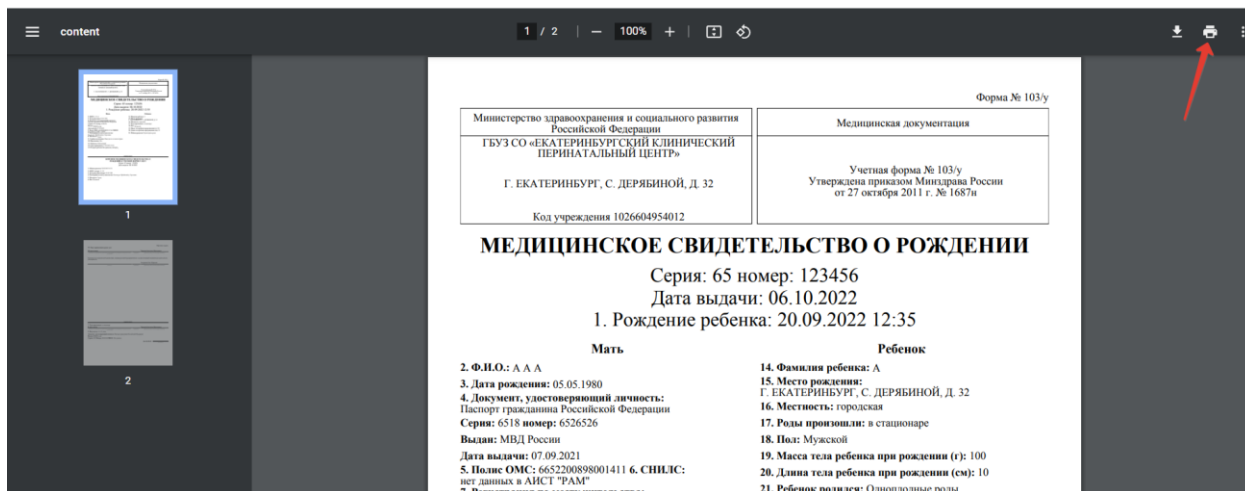 content
1 / 2
100%
1
2
Форма № 103/у
Министерство здравоохранения и социального развития
Российской Федерации
Медицинская документация
ГБУЗ СО «ЕКАТЕРИНБУРГСКИЙ КЛИНИЧЕСКИЙ
ПЕРИНАТАЛЬНЫЙ ЦЕНТР»
Г. ЕКАТЕРИНБУРГ, С. ДЕРЯБИНОЙ, Д. 32
Код учреждения 1026604954012
Учетная форма № 103/у
Утверждена приказом Минздрава России
от 27 октября 2011 г. № 1687н
МЕДИЦИНСКОЕ СВИДЕТЕЛЬСТВО О РОЖДЕНИИ
Серия: 65 номер: 123456
Дата выдачи: 06.10.2022
1. Рождение ребенка: 20.09.2022 12:35
Мать
2. Ф.И.О.: А А А
3. Дата рождения: 05.05.1980
4. Документ, удостоверяющий личность:
Паспорт гражданина Российской Федерации
Серия: 6518 номер: 6526526
Выдан: МВД России
Дата выдачи: 07.09.2021
5. Полис ОМС: 6652200898001411 6. СНИЛС:
нет данных в АИСТ "РАМ"
Ребенок
14. Фамилия ребенка: А
15. Место рождения:
Г. ЕКАТЕРИНБУРГ, С. ДЕРЯБИНОЙ, Д. 32
16. Местность: городская
17. Роды произошли: в стационаре
18. Пол: Мужской
19. Масса тела ребенка при рождении (г): 100
20. Длина тела ребенка при рождении (см): 10
21. Ребенок родился: Одноплодные роды